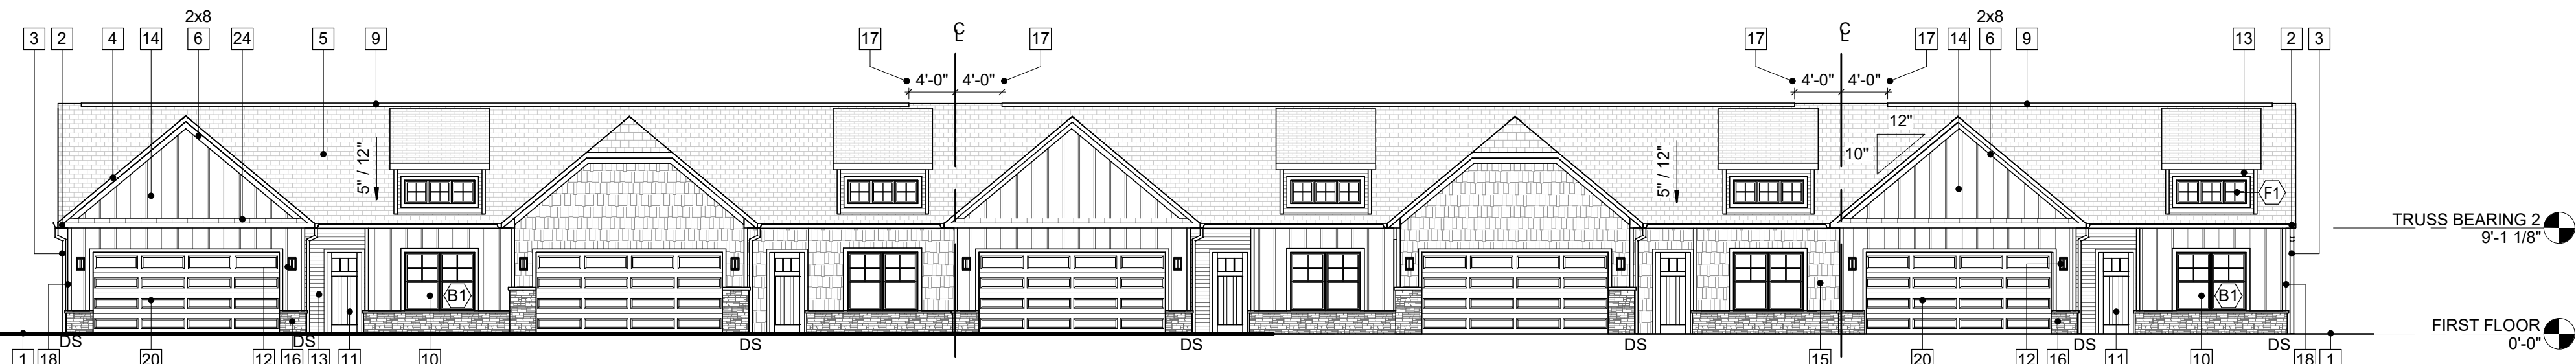 2x8
2x8
3 2 4 14 6 24 5 9 17 ℄ 17 17 ℄ 17 14 6 9 13 2 3
4'-0" 4'-0" 4'-0" 4'-0"
12"
10"
5" / 12"
5" / 12"
F1
TRUSS BEARING 2
9'-1 1/8"
B1
B1
FIRST FLOOR
0'-0"
DS DS DS DS DS DS DS
1 18 20 12 16 13 11 10 15 20 12 16 11 10 18 1